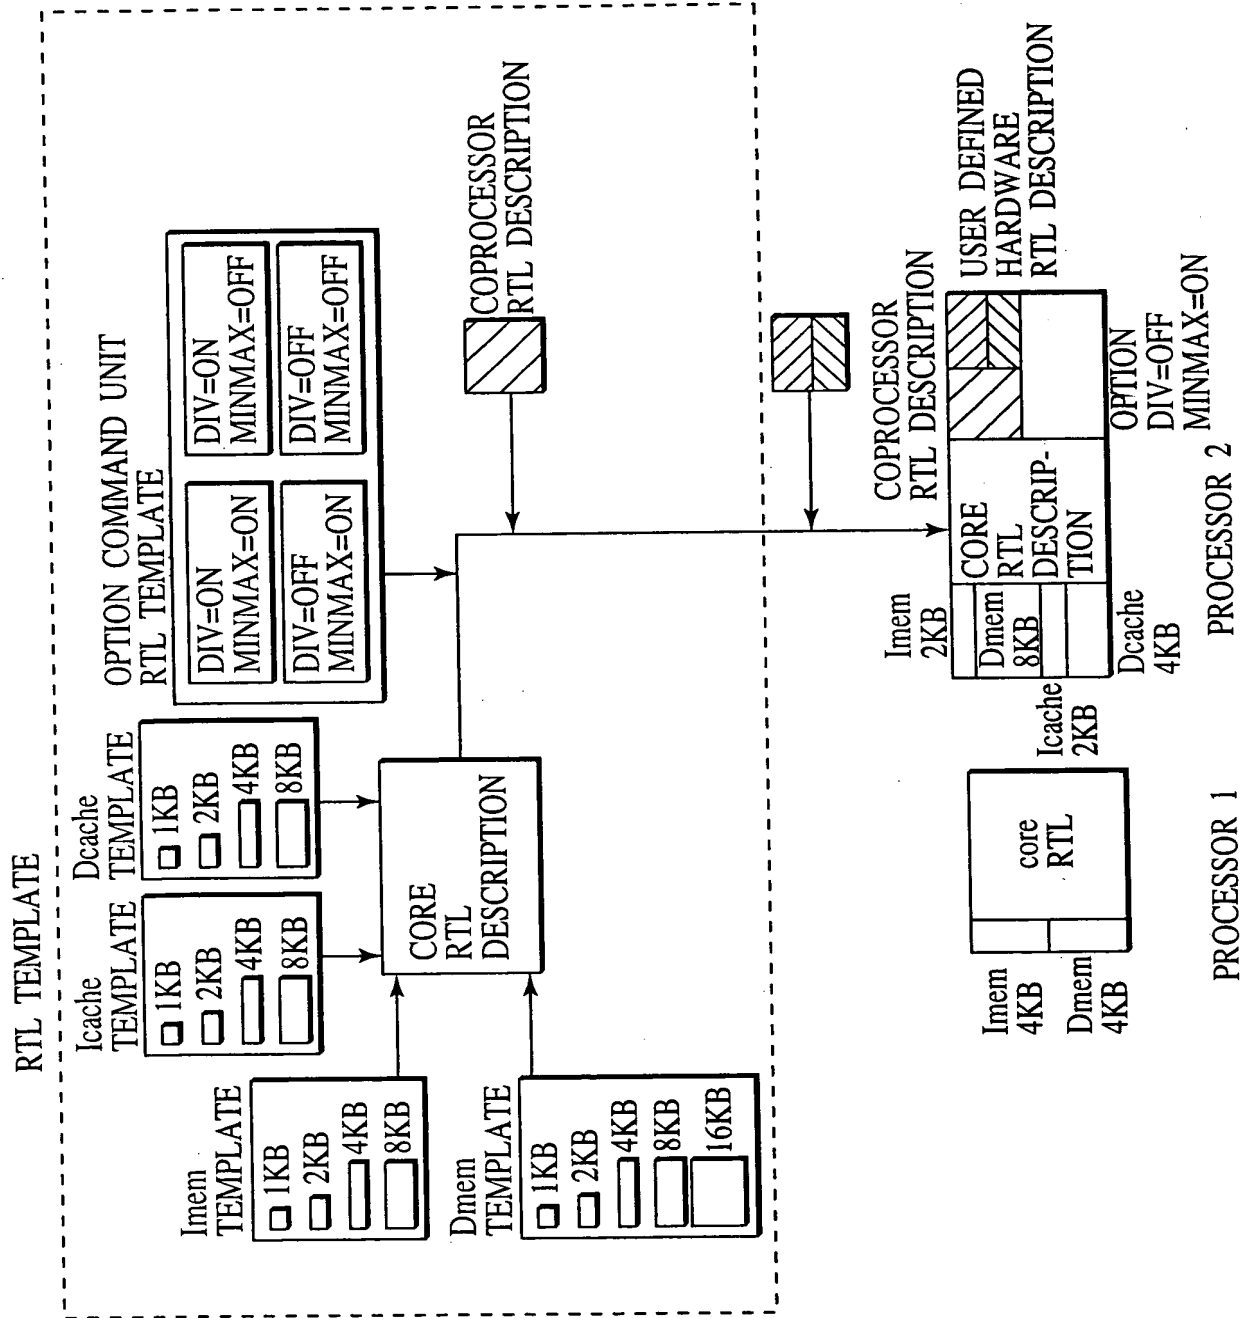 RTL TEMPLATE
Imem
TEMPLATE
1KB
2KB
4KB
8KB
Dmem
TEMPLATE
1KB
2KB
4KB
8KB
16KB
Icache
TEMPLATE
1KB
2KB
4KB
8KB
Dcache
TEMPLATE
1KB
2KB
4KB
8KB
CORE
RTL
DESCRIPTION
OPTION COMMAND UNIT
RTL TEMPLATE
DIV=ON
MINMAX=ON
DIV=ON
MINMAX=OFF
DIV=OFF
MINMAX=ON
DIV=OFF
MINMAX=OFF
COPROCESSOR
RTL DESCRIPTION
Imem
4KB
Dmem
4KB
core
RTL
PROCESSOR 1
Imem
2KB
Dmem
8KB
Icache
2KB
Dcache
4KB
CORE
RTL
DESCRIP-
TION
COPROCESSOR
RTL DESCRIPTION
USER DEFINED
HARDWARE
RTL DESCRIPTION
OPTION
DIV=OFF
MINMAX=ON
PROCESSOR 2